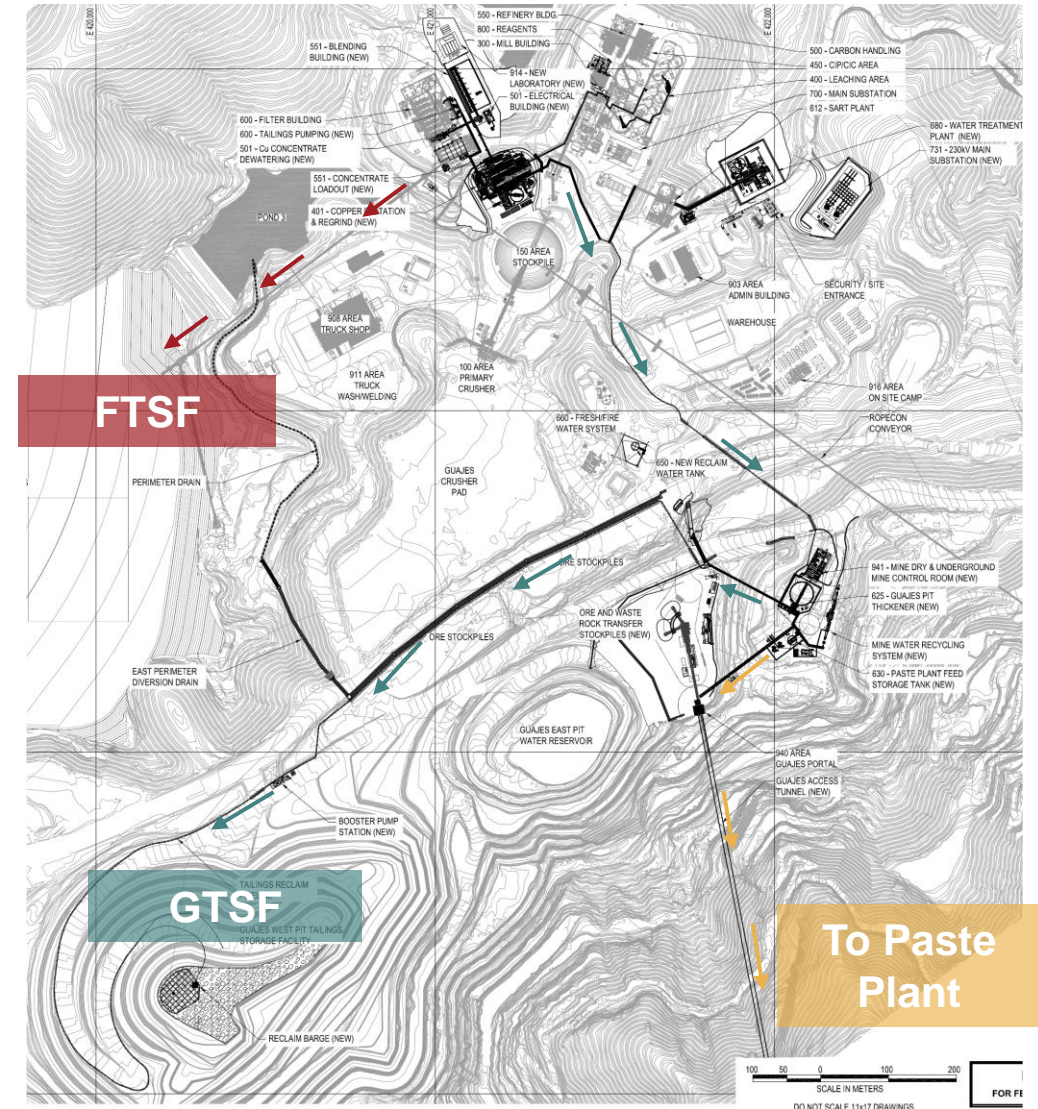 E 420,000
E 421,000
E 422,000
550 - REFINERY BLDG.
800 - REAGENTS
300 - MILL BUILDING
551 - BLENDING
BUILDING (NEW)
914 - NEW
LABORATORY (NEW)
501 - ELECTRICAL
BUILDING (NEW)
500 - CARBON HANDLING
450 - CIP/CIC AREA
400 - LEACHING AREA
700 - MAIN SUBSTATION
612 - SART PLANT
600 - FILTER BUILDING
600 - TAILINGS PUMPING (NEW)
501 - Cu CONCENTRATE
DEWATERING (NEW)
680 - WATER TREATMENT
PLANT (NEW)
731 - 230kV MAIN
SUBSTATION (NEW)
551 - CONCENTRATE
LOADOUT (NEW)
401 - COPPER
& REGRIND (NEW)
POND 3
150 AREA
STOCKPILE
903 AREA
ADMIN BUILDING
SECURITY / SITE
ENTRANCE
WAREHOUSE
908 AREA
TRUCK SHOP
911 AREA
TRUCK
WASH/WELDING
100 AREA
PRIMARY
CRUSHER
916 AREA
ON SITE CAMP
ROPECON
CONVEYOR
FTSF
660 - FRESH/FIRE
WATER SYSTEM
650 - NEW RECLAIM
WATER TANK
PERIMETER DRAIN
GUAJES
CRUSHER
PAD
ORE STOCKPILES
941 - MINE DRY & UNDERGROUND
MINE CONTROL ROOM (NEW)
625 - GUAJES PIT
THICKENER (NEW)
ORE AND WASTE
ROCK TRANSFER
STOCKPILES (NEW)
ORE STOCKPILES
MINE WATER RECYCLING
SYSTEM (NEW)
630 - PASTE PLANT FEED
STORAGE TANK (NEW)
EAST PERIMETER
DIVERSION DRAIN
GUAJES EAST PIT
WATER RESERVOIR
940 AREA
GUAJES PORTAL
GUAJES ACCESS
TUNNEL (NEW)
BOOSTER PUMP
STATION (NEW)
TAILINGS RECLAIM
GTSF
GUAJES WEST PIT TAILINGS
STORAGE FACILITY
To Paste
Plant
RECLAIM BARGE (NEW)
100 50 0 100 200
SCALE IN METERS
DO NOT SCALE 11x17 DRAWINGS
FOR